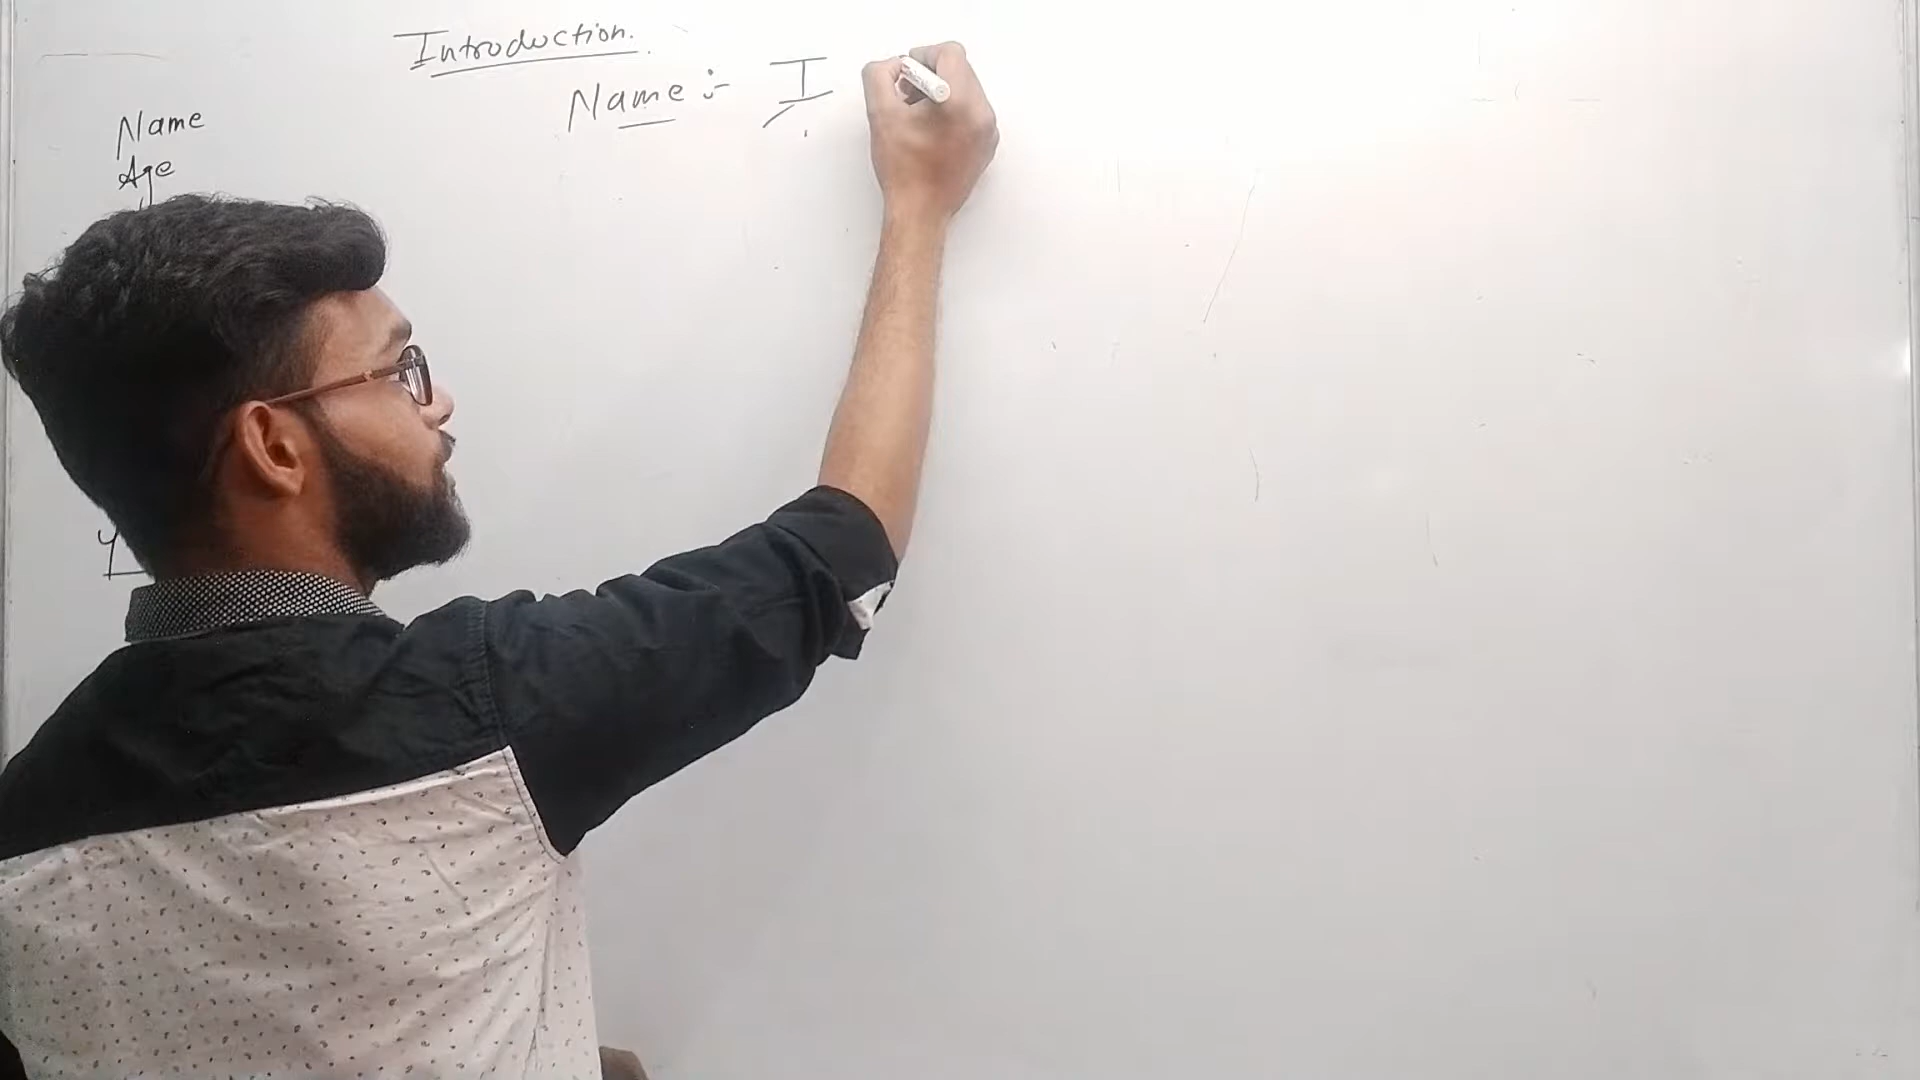 Introduction.
Name :- I
Name
Age